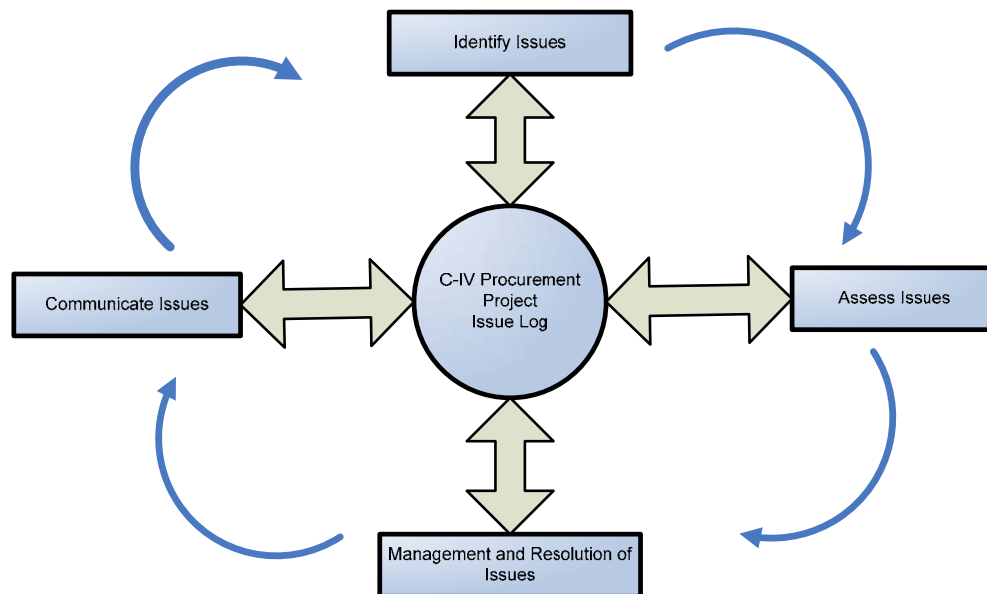 Identify Issues
C-IV Procurement
Project
Issue Log
Communicate Issues
Assess Issues
Management and Resolution of
Issues